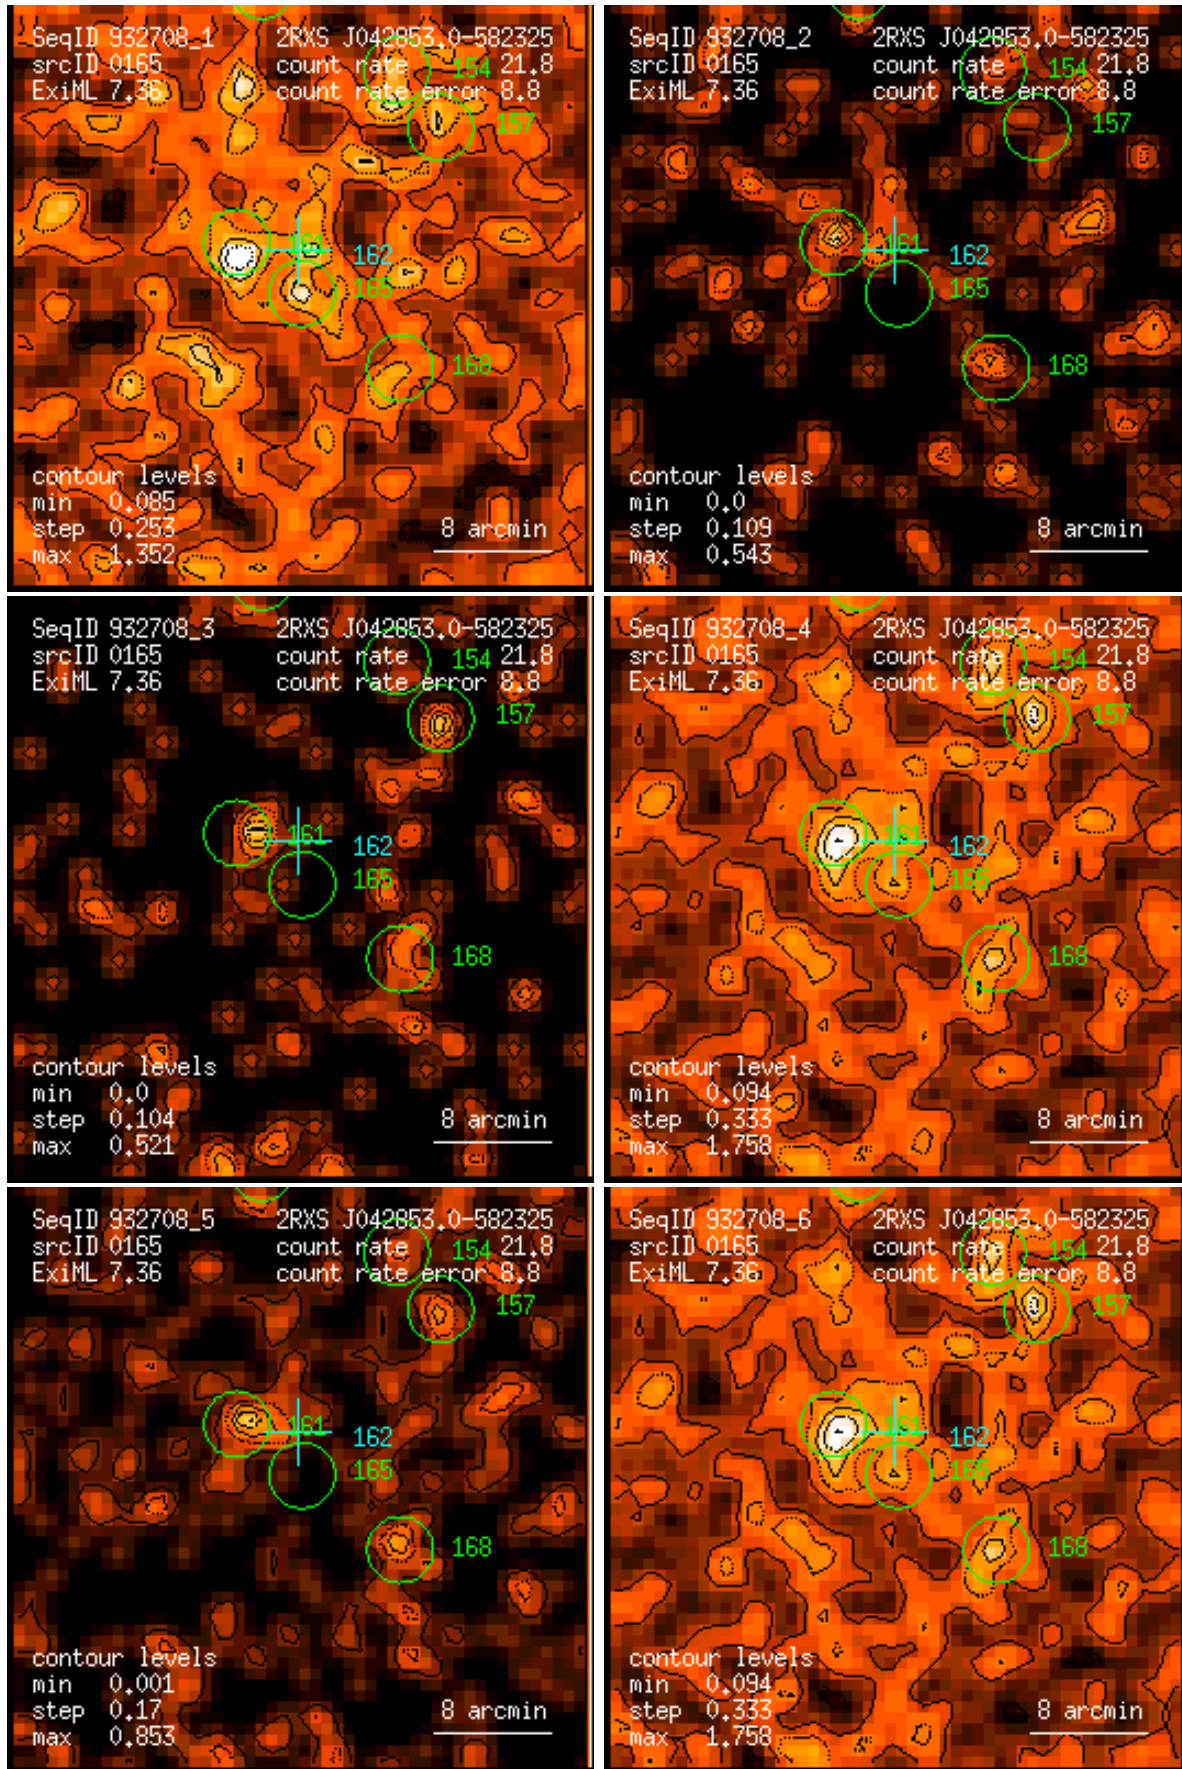 SeqID 932708_1 2RXS J042853.0-582325
srcID 0165 count rate 154 21.8
ExiML 7.36 count rate error 8.8
157
161
162
165
168
contour levels
min 0.085
step 0.253
max 1.352
8 arcmin
SeqID 932708_2 2RXS J042853.0-582325
srcID 0165 count rate 154 21.8
ExiML 7.36 count rate error 8.8
157
161
162
165
168
contour levels
min 0.0
step 0.109
max 0.543
8 arcmin
SeqID 932708_3 2RXS J042853.0-582325
srcID 0165 count rate 154 21.8
ExiML 7.36 count rate error 8.8
157
161
162
165
168
contour levels
min 0.0
step 0.104
max 0.521
8 arcmin
SeqID 932708_4 2RXS J042853.0-582325
srcID 0165 count rate 154 21.8
ExiML 7.36 count rate error 8.8
157
161
162
165
168
contour levels
min 0.094
step 0.333
max 1.758
8 arcmin
SeqID 932708_5 2RXS J042853.0-582325
srcID 0165 count rate 154 21.8
ExiML 7.36 count rate error 8.8
157
161
162
165
168
contour levels
min 0.001
step 0.17
max 0.853
8 arcmin
SeqID 932708_6 2RXS J042853.0-582325
srcID 0165 count rate 154 21.8
ExiML 7.36 count rate error 8.8
157
161
162
165
168
contour levels
min 0.094
step 0.333
max 1.758
8 arcmin